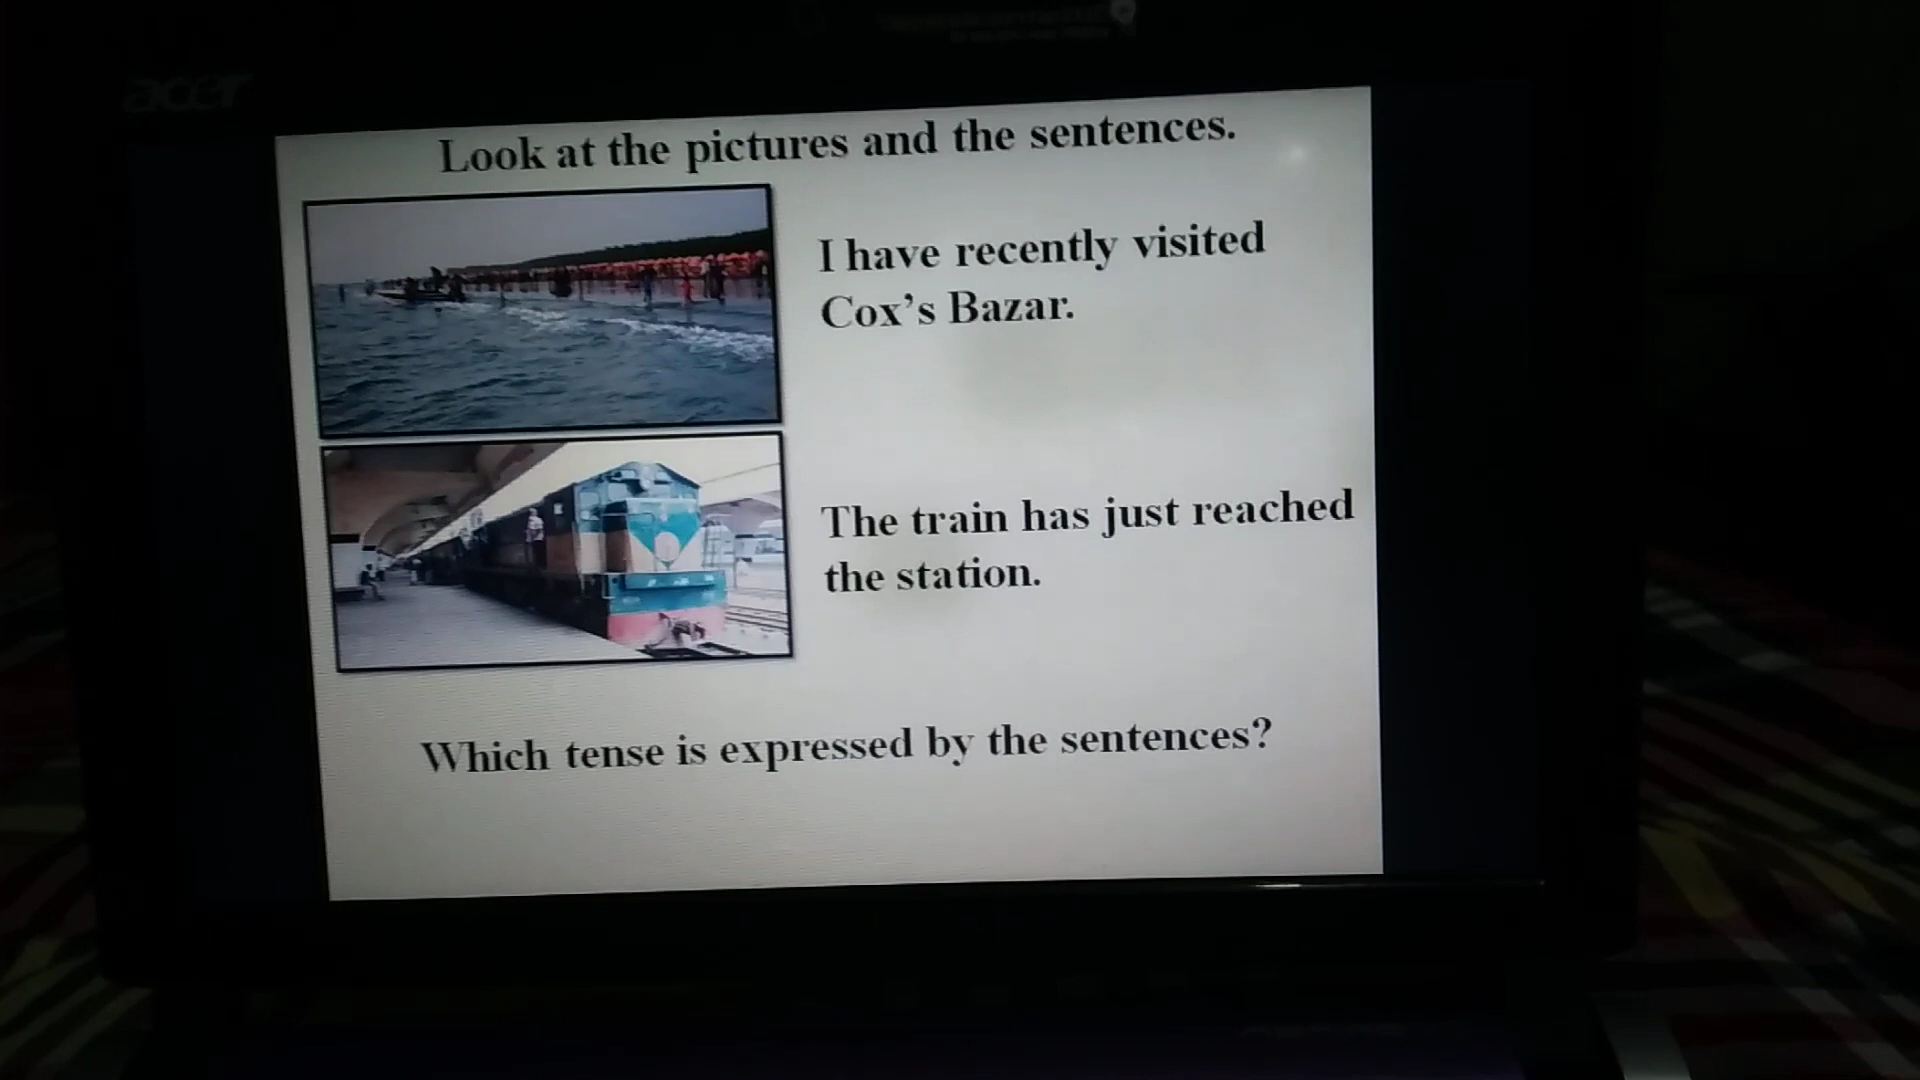 acer
Look at the pictures and the sentences.
I have recently visited
Cox's Bazar.
The train has just reached
the station.
Which tense is expressed by the sentences?